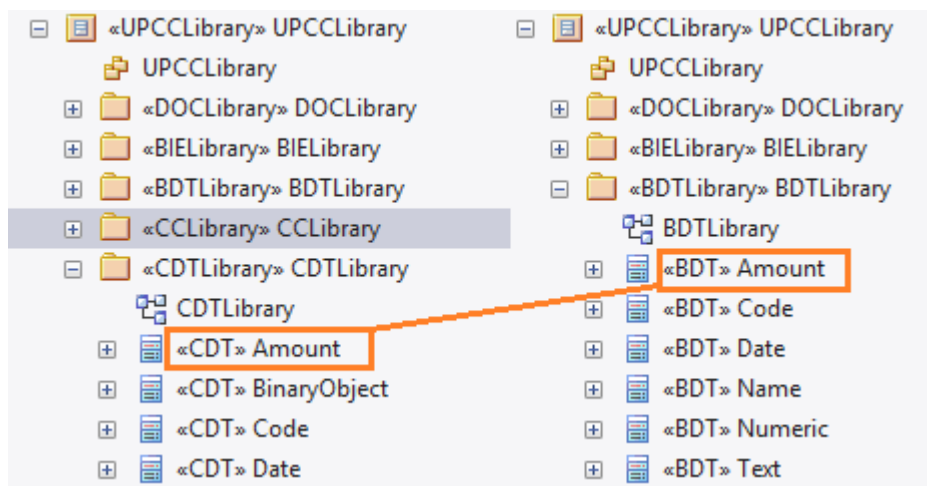 «UPCCLibrary» UPCCLibrary
UPCCLibrary
«DOCLibrary» DOCLibrary
«BIELibrary» BIELibrary
«BDTLibrary» BDTLibrary
«CCLibrary» CCLibrary
«CDTLibrary» CDTLibrary
CDTLibrary
«CDT» Amount
«CDT» BinaryObject
«CDT» Code
«CDT» Date
«UPCCLibrary» UPCCLibrary
UPCCLibrary
«DOCLibrary» DOCLibrary
«BIELibrary» BIELibrary
«BDTLibrary» BDTLibrary
BDTLibrary
«BDT» Amount
«BDT» Code
«BDT» Date
«BDT» Name
«BDT» Numeric
«BDT» Text